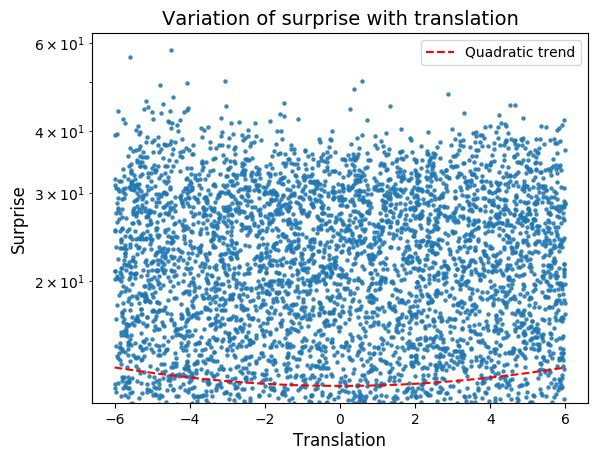 Variation of surprise with translation
Quadratic trend
6 × 10¹
4 × 10¹
3 × 10¹
2 × 10¹
Surprise
−6 −4 −2 0 2 4 6
Translation